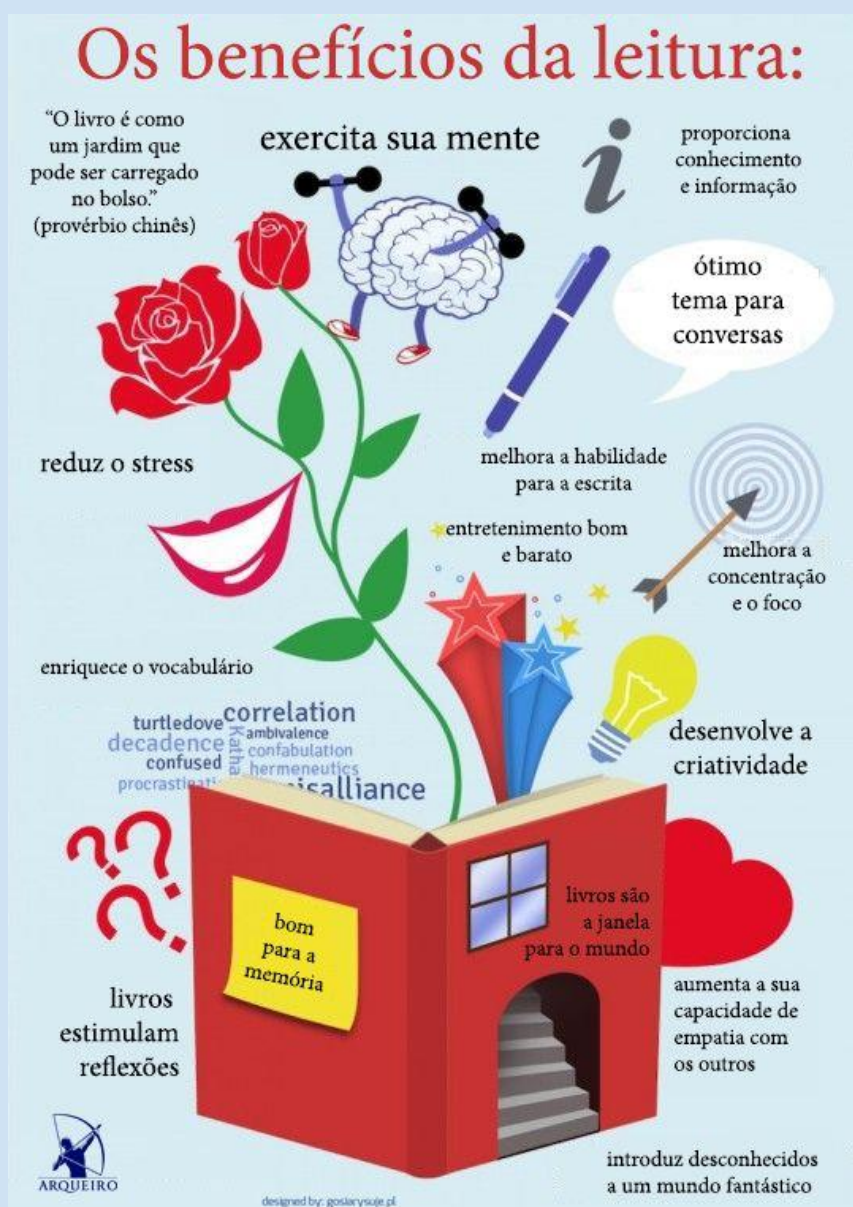 Os benefícios da leitura:
“O livro é como
um jardim que
pode ser carregado
no bolso.”
(provérbio chinês)
exercita sua mente
proporciona
conhecimento
e informação
ótimo
tema para
conversas
reduz o stress
melhora a habilidade
para a escrita
entretenimento bom
e barato
melhora a
concentração
e o foco
enriquece o vocabulário
turtledove
correlation
decadence
Katha
ambivalence
confused
confabulation
hermeneutics
desenvolve a
criatividade
bom
para a
memória
livros são
a janela
para o mundo
livros
estimulam
reflexões
aumenta a sua
capacidade de
empatia com
os outros
introduz desconhecidos
a um mundo fantástico
ARQUEIRO
designed by: gosiarysuje.pl